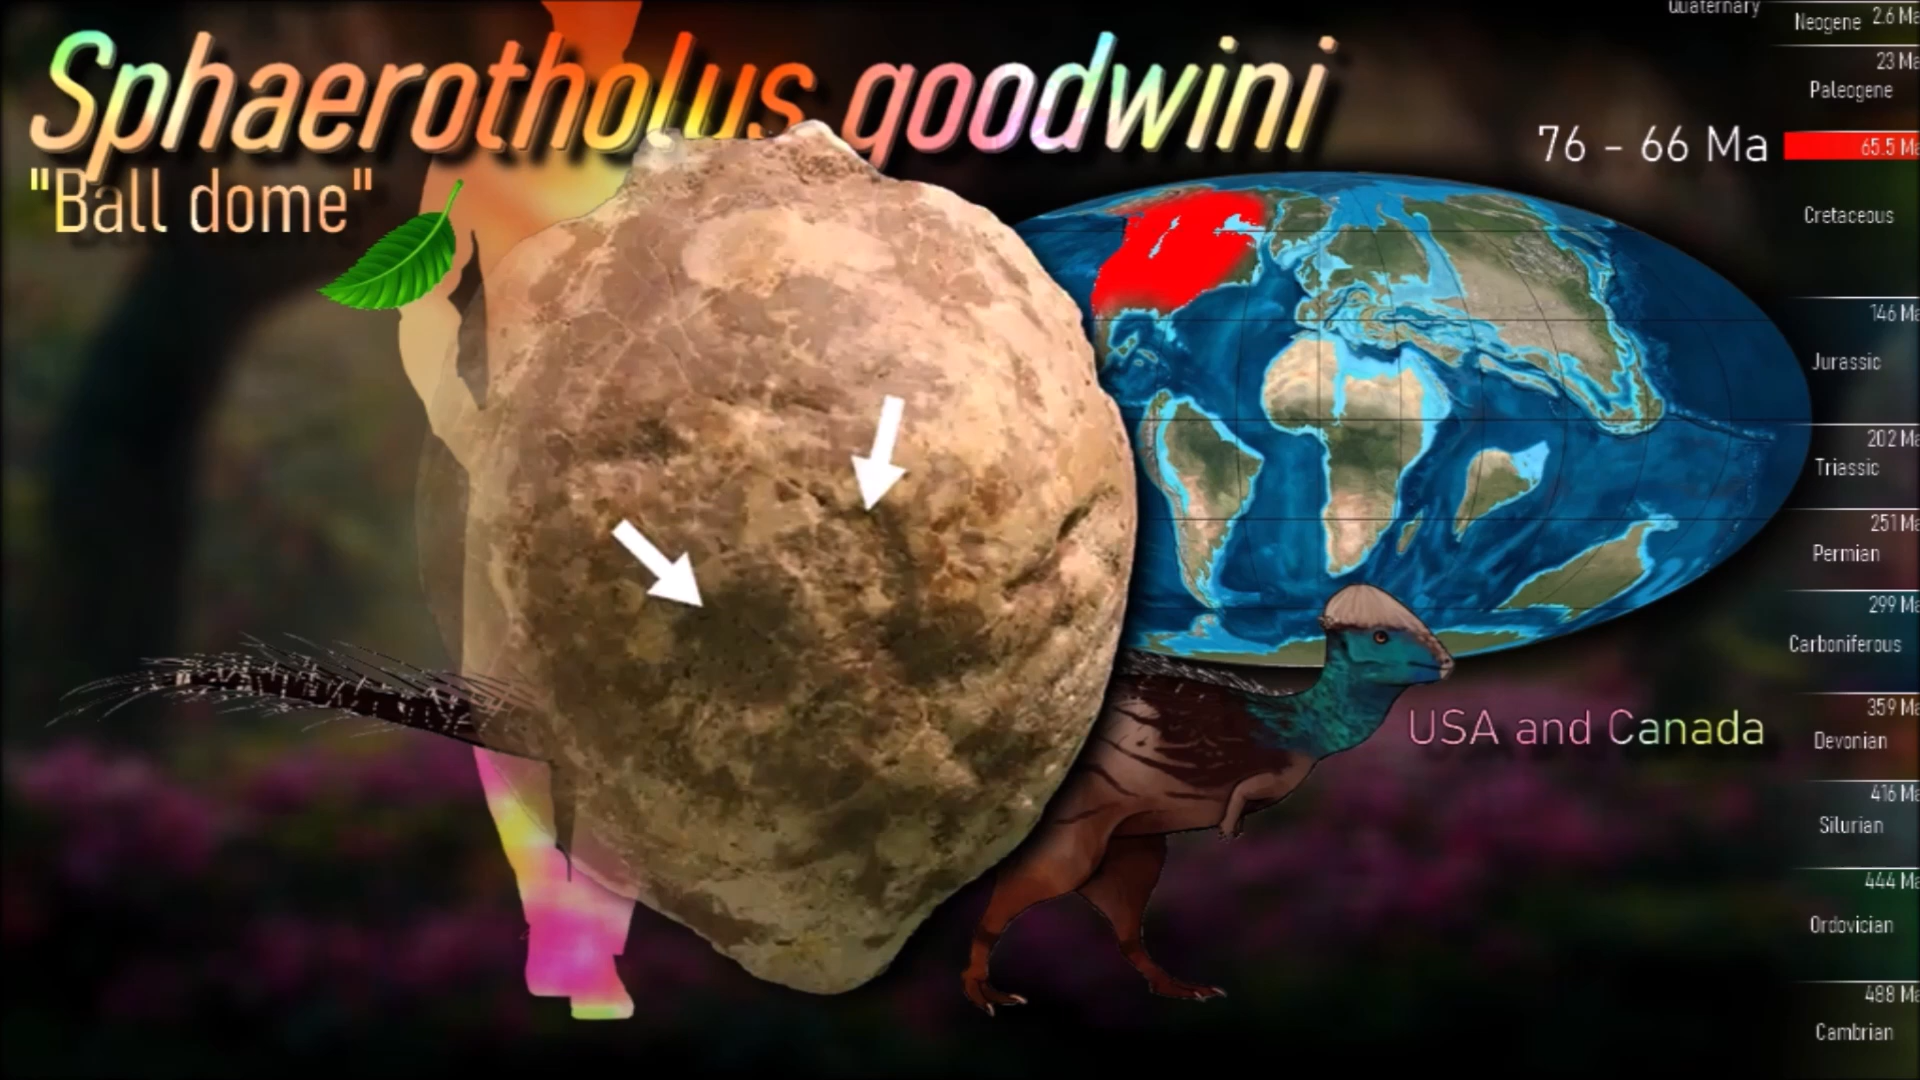 Sphaerotholus goodwini
"Ball dome"
76 - 66 Ma
USA and Canada
Quaternary
2.6 Ma
Neogene
23 Ma
Paleogene
65.5 Ma
Cretaceous
146 Ma
Jurassic
202 Ma
Triassic
251 Ma
Permian
299 Ma
Carboniferous
359 Ma
Devonian
416 Ma
Silurian
444 Ma
Ordovician
488 Ma
Cambrian